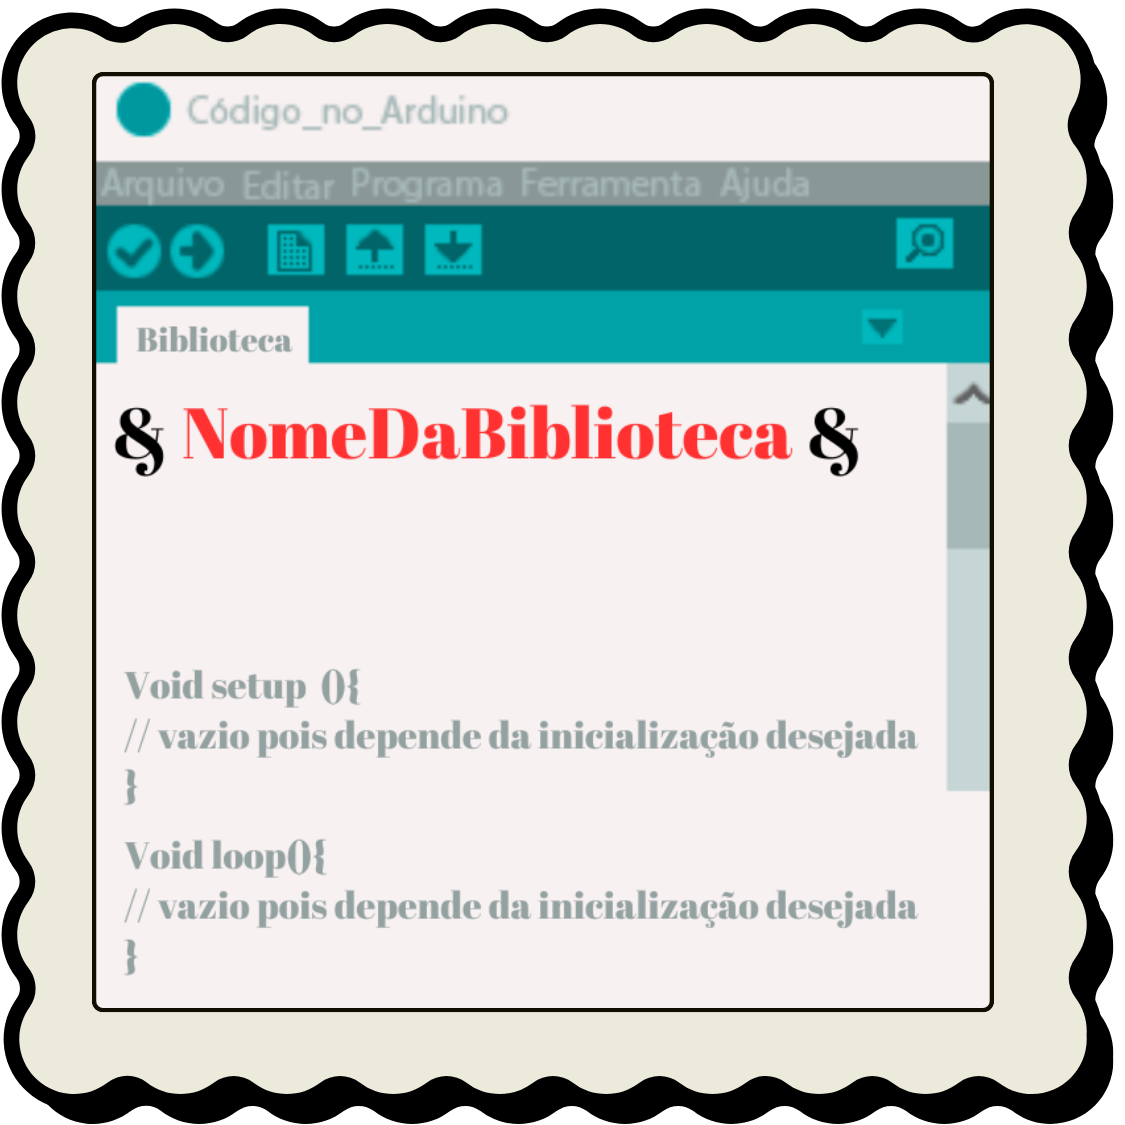 Código_no_Arduino
Arquivo Editar Programa Ferramenta Ajuda
Biblioteca
& NomeDaBiblioteca &
Void setup (){
// vazio pois depende da inicialização desejada
}
Void loop(){
// vazio pois depende da inicialização desejada
}